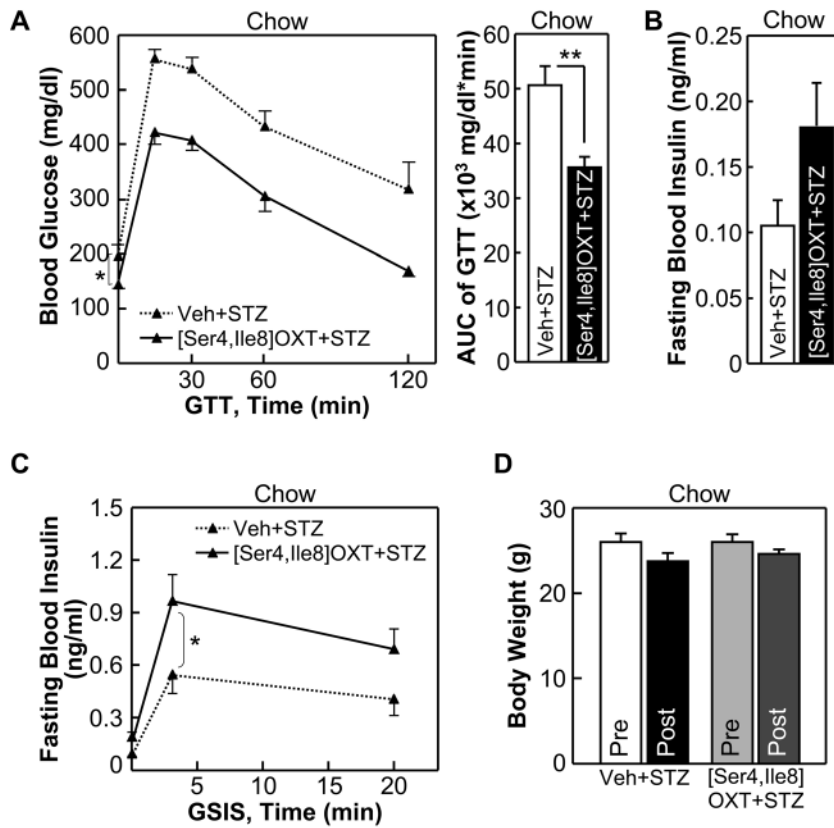 A
Chow
Blood Glucose (mg/dl)
600
500
400
300
200
100
0
*
Veh+STZ
[Ser4,Ile8]OXT+STZ
30
60
120
GTT, Time (min)
Chow
AUC of GTT (x10³ mg/dl*min)
60
50
40
30
20
10
0
**
Veh+STZ
[Ser4,Ile8]OXT+STZ
B
Chow
Fasting Blood Insulin (ng/ml)
0.25
0.20
0.15
0.10
0.05
0
Veh+STZ
[Ser4,Ile8]OXT+STZ
C
Chow
Fasting Blood Insulin
(ng/ml)
1.5
1.2
0.9
0.6
0.3
0
Veh+STZ
[Ser4,Ile8]OXT+STZ
*
5
10
15
20
GSIS, Time (min)
D
Chow
Body Weight (g)
30
20
10
0
Pre
Post
Pre
Post
Veh+STZ
[Ser4,Ile8]
OXT+STZ